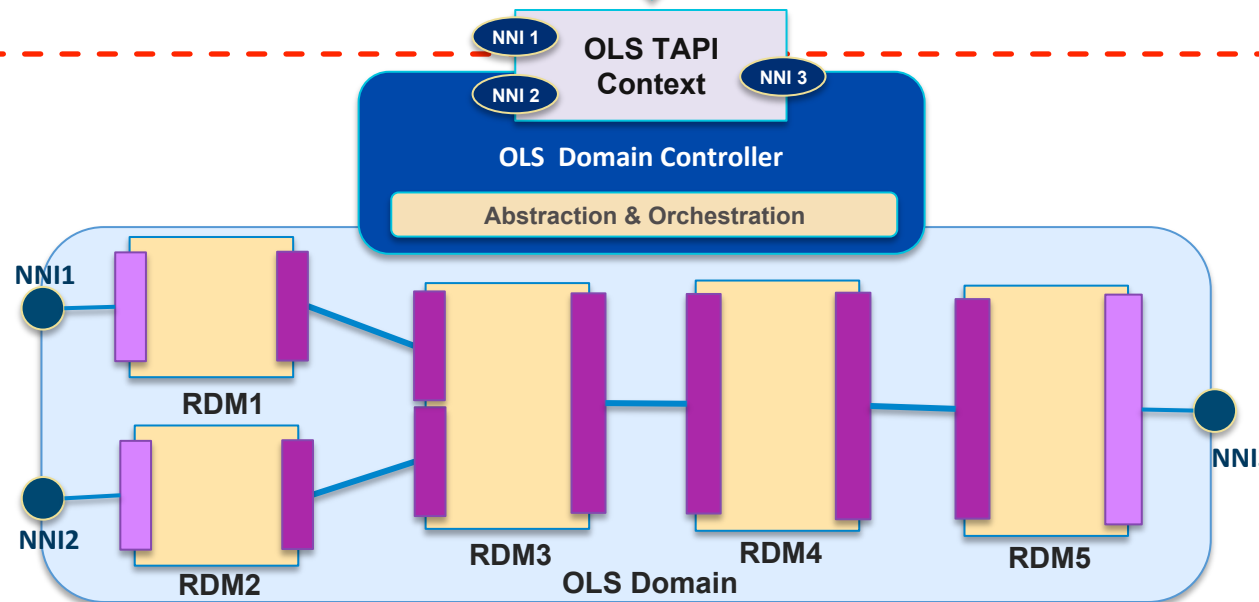 NNI 1
OLS TAPI
Context
NNI 3
NNI 2
OLS Domain Controller
Abstraction & Orchestration
NNI1
RDM1
NNI
NNI2
RDM2
RDM3
RDM4
RDM5
OLS Domain